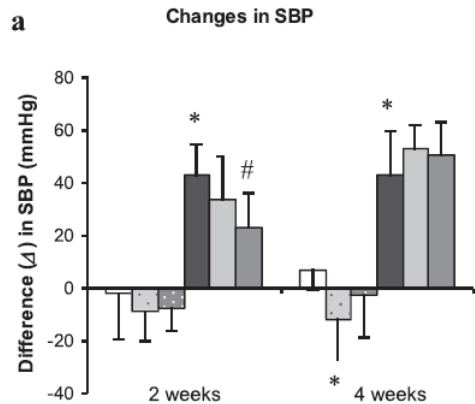 a
Changes in SBP
Difference (Δ) in SBP (mmHg)
80
60
40
20
0
-20
-40
*
#
*
*
2 weeks
4 weeks